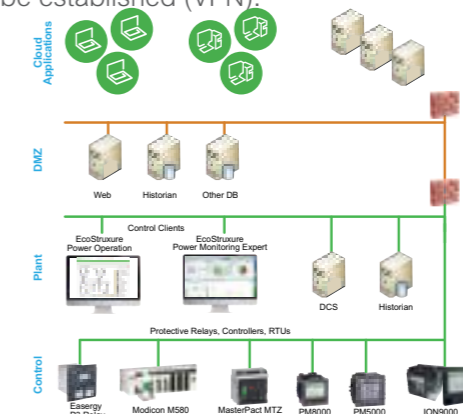 be established (VPN).
Cloud
Applications
DMZ
Web
Historian
Other DB
Plant
Control Clients
EcoStruxure
Power Operation
EcoStruxure
Power Monitoring Expert
DCS
Historian
Control
Protective Relays, Controllers, RTUs
Easergy
Modicon M580
MasterPact MTZ
PM8000
PM5000
ION9000